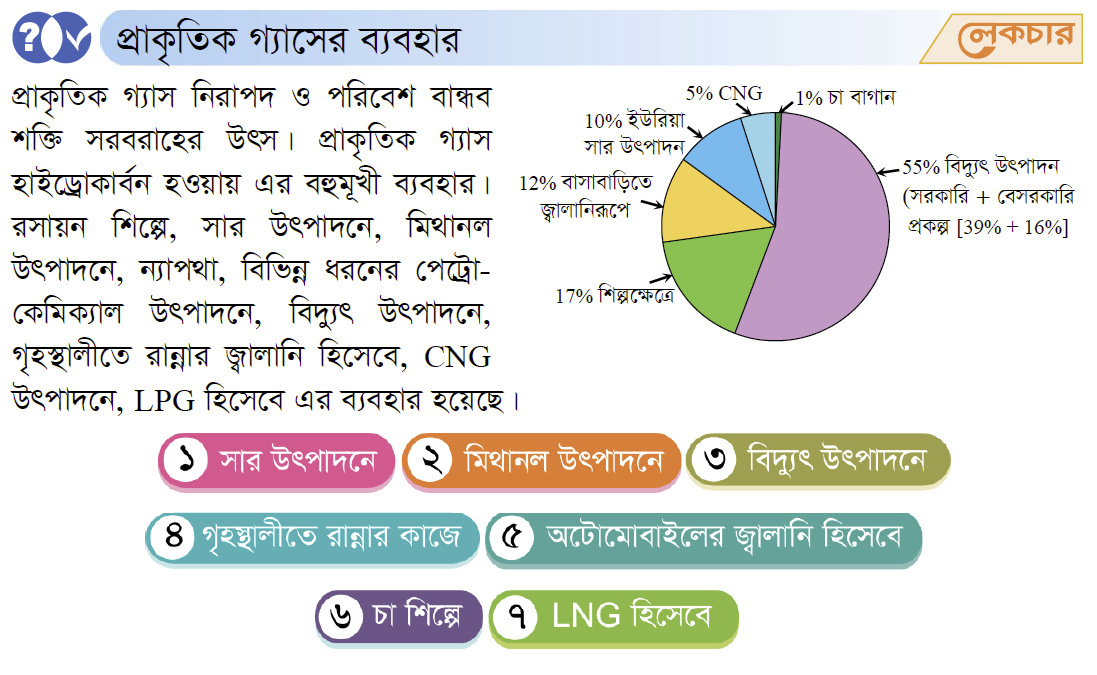 প্রাকৃতিক গ্যাসের ব্যবহার
লেকচার
প্রাকৃতিক গ্যাস নিরাপদ ও পরিবেশ বান্ধব
শক্তি সরবরাহের উৎস। প্রাকৃতিক গ্যাস
হাইড্রোকার্বন হওয়ায় এর বহুমূখী ব্যবহার।
রসায়ন শিল্পে, সার উৎপাদনে, মিথানল
উৎপাদনে, ন্যাপথা, বিভিন্ন ধরনের পেট্রো-
কেমিক্যাল উৎপাদনে, বিদ্যুৎ উৎপাদনে,
গৃহস্থালীতে রান্নার জ্বালানি হিসেবে, CNG
উৎপাদনে, LPG হিসেবে এর ব্যবহার হয়েছে।
5% CNG
1% চা বাগান
10% ইউরিয়া
সার উৎপাদন
55% বিদ্যুৎ উৎপাদন
(সরকারি + বেসরকারি
প্রকল্প [39% + 16%]
12% বাসাবাড়িতে
জ্বালানিরূপে
17% শিল্পক্ষেত্রে
১ সার উৎপাদনে
২ মিথানল উৎপাদনে
৩ বিদ্যুৎ উৎপাদনে
৪ গৃহস্থালীতে রান্নার কাজে
৫ অটোমোবাইলের জ্বালানি হিসেবে
৬ চা শিল্পে
৭ LNG হিসেবে